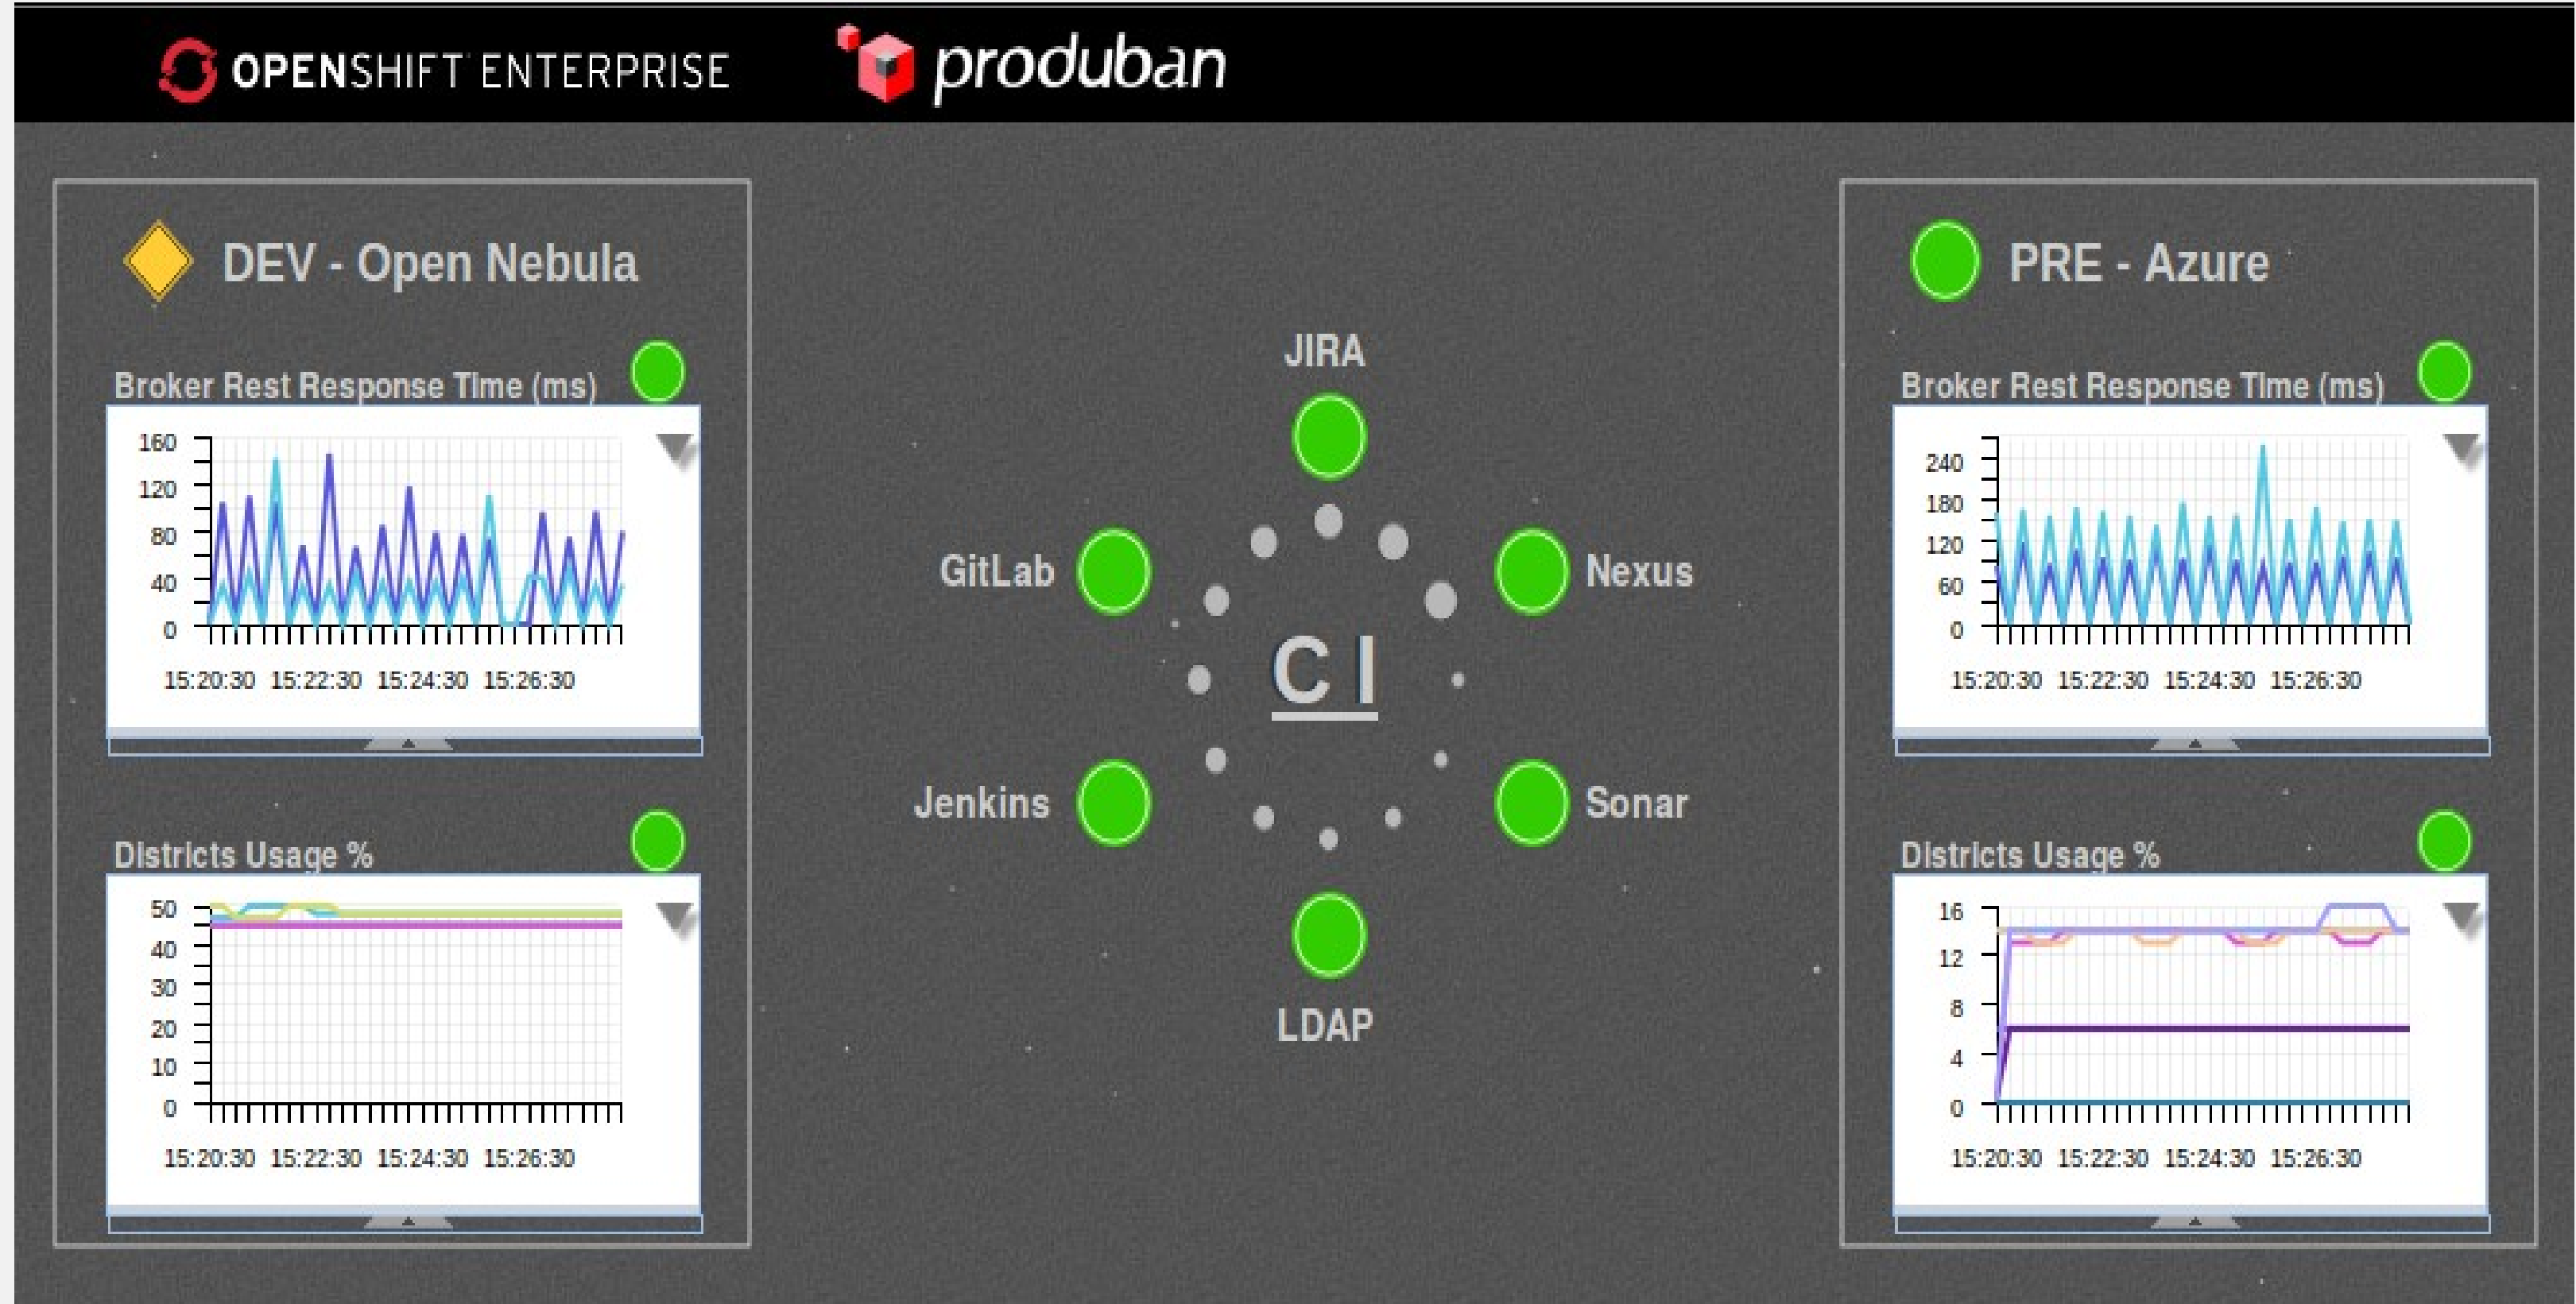 OPENSHIFT ENTERPRISE produban
DEV - Open Nebula
Broker Rest Response TIme (ms)
160
120
80
40
0
15:20:30 15:22:30 15:24:30 15:26:30
Districts Usage %
50
40
30
20
10
0
15:20:30 15:22:30 15:24:30 15:26:30
JIRA
GitLab
Nexus
C I
Jenkins
Sonar
LDAP
PRE - Azure
Broker Rest Response TIme (ms)
240
180
120
60
0
15:20:30 15:22:30 15:24:30 15:26:30
Districts Usage %
16
12
8
4
0
15:20:30 15:22:30 15:24:30 15:26:30